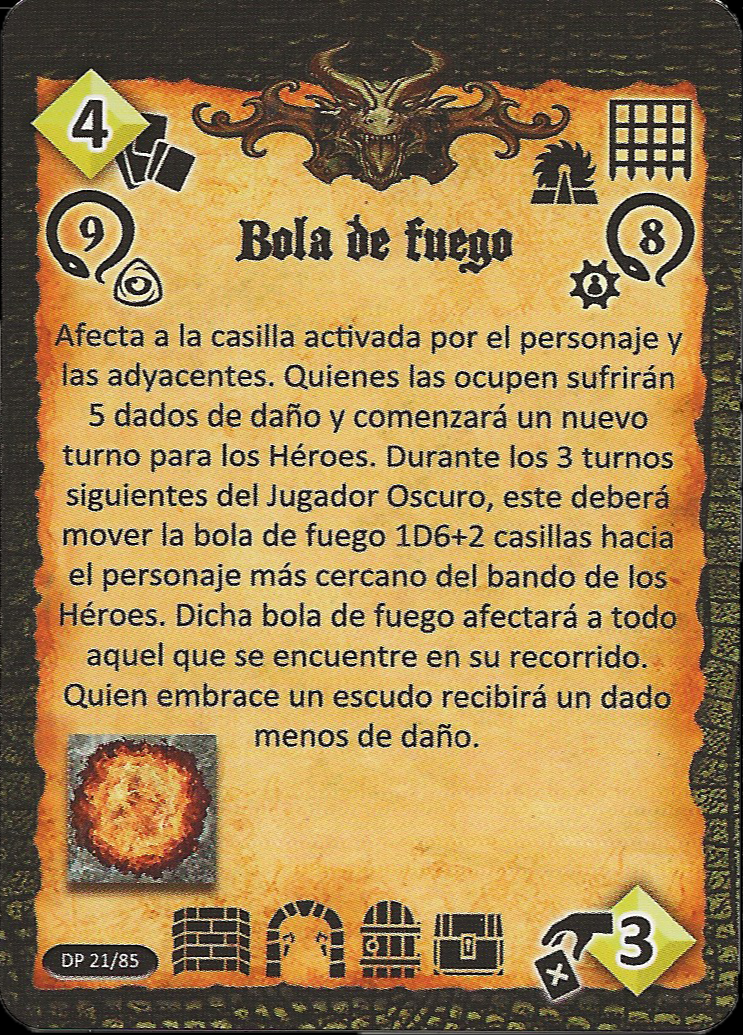 4
9
8
Bola de fuego
Afecta a la casilla activada por el personaje y
las adyacentes. Quienes las ocupen sufrirán
5 dados de daño y comenzará un nuevo
turno para los Héroes. Durante los 3 turnos
siguientes del Jugador Oscuro, este deberá
mover la bola de fuego 1D6+2 casillas hacia
el personaje más cercano del bando de los
Héroes. Dicha bola de fuego afectará a todo
aquel que se encuentre en su recorrido.
Quien embrace un escudo recibirá un dado
menos de daño.
DP 21/85
3